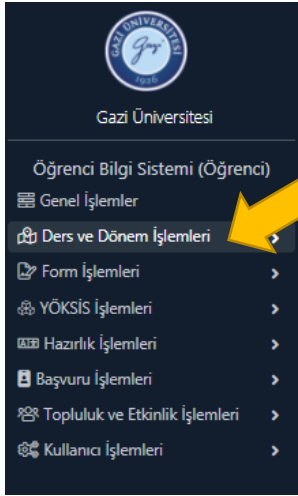 GAZİ ÜNİVERSİTESİ
Gazi
1926
Gazi Üniversitesi
Öğrenci Bilgi Sistemi (Öğrenci)
Genel İşlemler
Ders ve Dönem İşlemleri
Form İşlemleri
YÖKSİS İşlemleri
Hazırlık İşlemleri
Başvuru İşlemleri
Topluluk ve Etkinlik İşlemleri
Kullanıcı İşlemleri